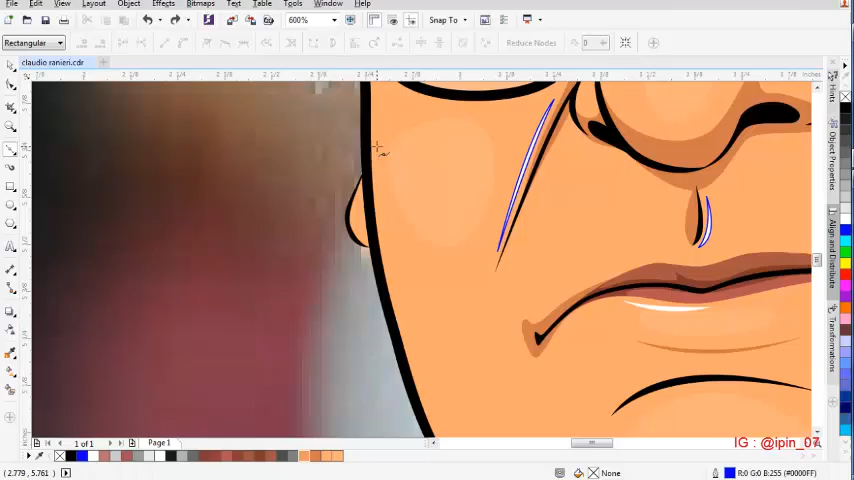 File Edit View Layout Object Effects Bitmaps Text Table Tools Window Help
600% Snap To
Rectangular Reduce Nodes 0
claudio ranieri.cdr
inches
Hints
Object Properties
Align and Distribute
Transformations
1 of 1 Page 1
IG : @ipin_07
(2.779, 5.761) None R:0 G:0 B:255 (#0000FF)